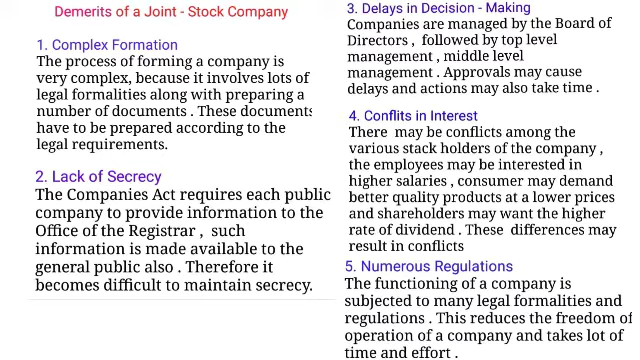 Demerits of a Joint - Stock Company
1. Complex Formation
The process of forming a company is
very complex, because it involves lots of
legal formalities along with preparing a
number of documents . These documents
have to be prepared according to the
legal requirements.
2. Lack of Secrecy
The Companies Act requires each public
company to provide information to the
Office of the Registrar , such
information is made available to the
general public also . Therefore it
becomes difficult to maintain secrecy.
3. Delays in Decision - Making
Companies are managed by the Board of
Directors , followed by top level
management , middle level
management . Approvals may cause
delays and actions may also take time .
4. Conflits in Interest
There may be conflicts among the
various stack holders of the company ,
the employees may be interested in
higher salaries , consumer may demand
better quality products at a lower prices
and shareholders may want the higher
rate of dividend . These differences may
result in conflicts
5. Numerous Regulations
The functioning of a company is
subjected to many legal formalities and
regulations . This reduces the freedom of
operation of a company and takes lot of
time and effort .